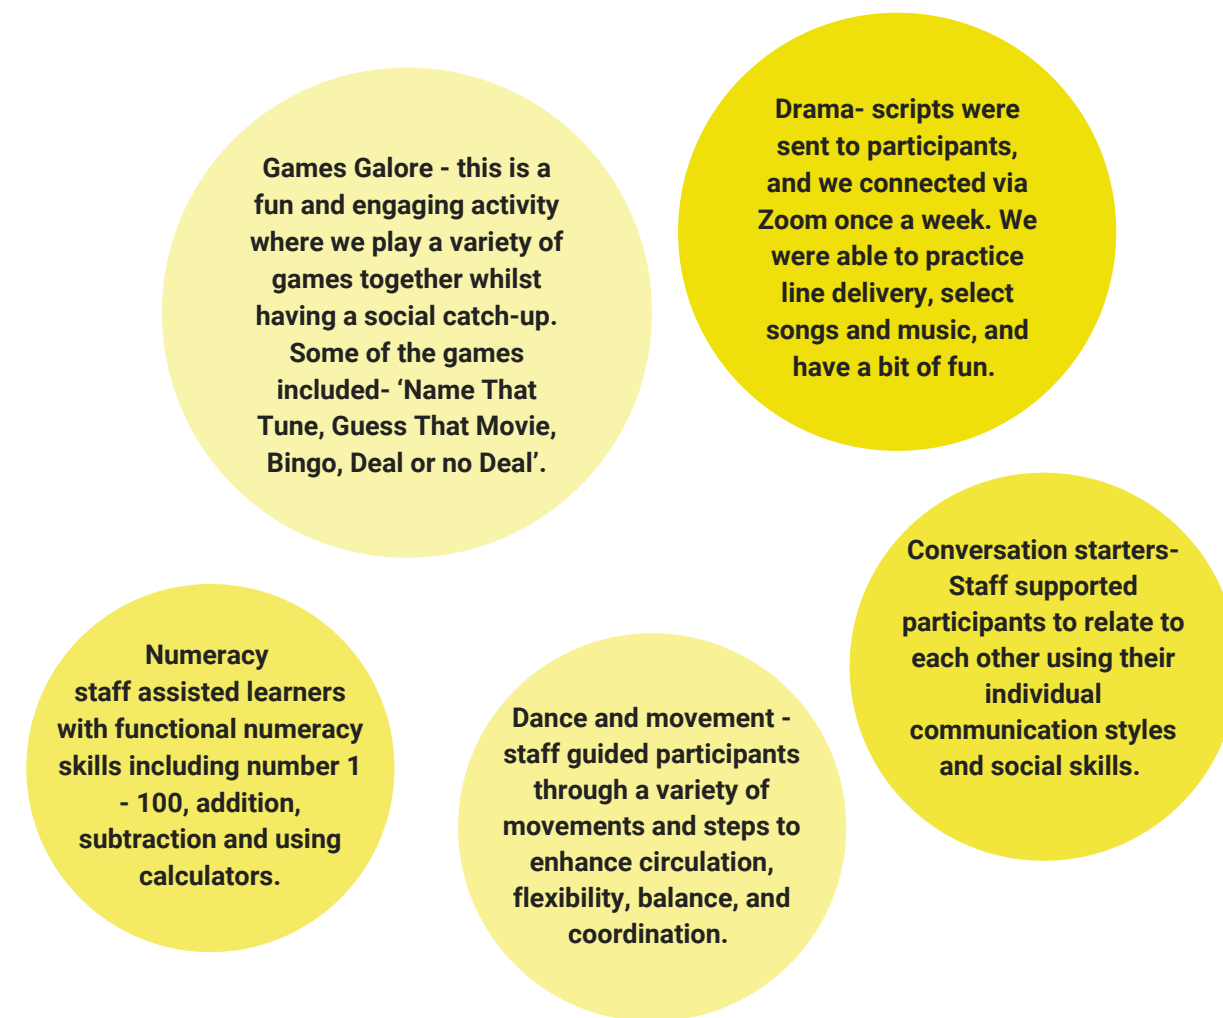 Games Galore - this is a
fun and engaging activity
where we play a variety of
games together whilst
having a social catch-up.
Some of the games
included- ‘Name That
Tune, Guess That Movie,
Bingo, Deal or no Deal’.
Drama- scripts were
sent to participants,
and we connected via
Zoom once a week. We
were able to practice
line delivery, select
songs and music, and
have a bit of fun.
Conversation starters-
Staff supported
participants to relate to
each other using their
individual
communication styles
and social skills.
Numeracy
staff assisted learners
with functional numeracy
skills including number 1
- 100, addition,
subtraction and using
calculators.
Dance and movement -
staff guided participants
through a variety of
movements and steps to
enhance circulation,
flexibility, balance, and
coordination.